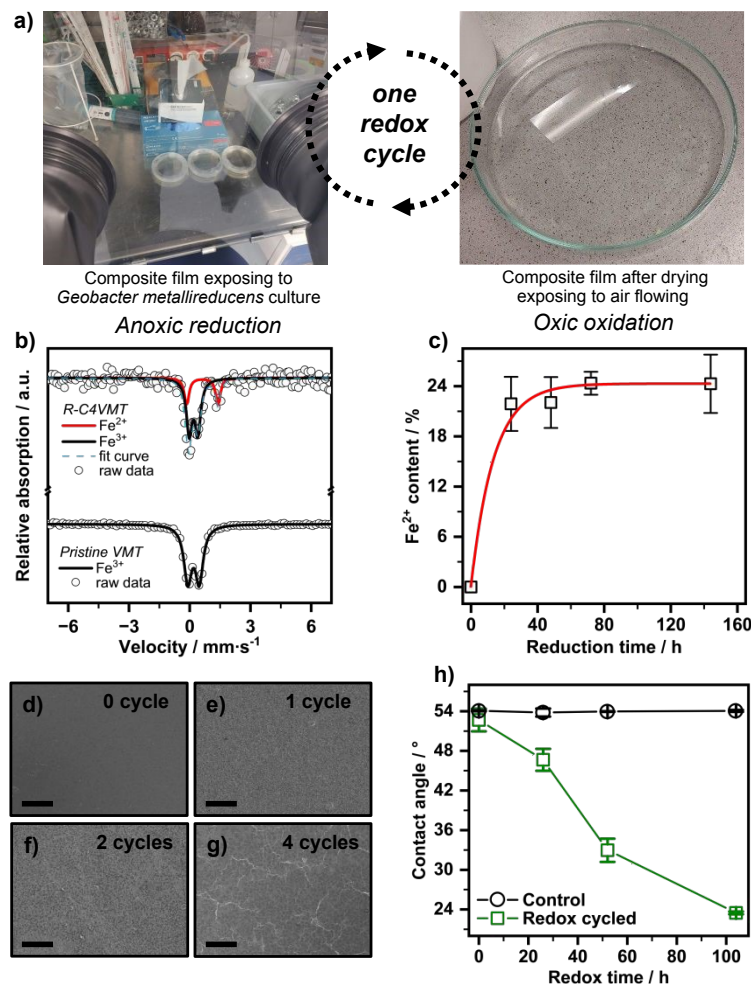 a)
one
redox
cycle
Composite film exposing to
Geobacter metallireducens culture
Composite film after drying
exposing to air flowing
Anoxic reduction
Oxic oxidation
b)
Relative absorption / a.u.
R-C4VMT
Fe²⁺
Fe³⁺
fit curve
raw data
Pristine VMT
Fe³⁺
raw data
−6 −3 0 3 6
Velocity / mm·s⁻¹
c)
Fe²⁺ content / %
24
18
12
6
0
0 40 80 120 160
Reduction time / h
d) 0 cycle
e) 1 cycle
f) 2 cycles
g) 4 cycles
h)
Contact angle / °
54
48
42
36
33
30
24
Control
Redox cycled
0 20 40 60 80 100
Redox time / h